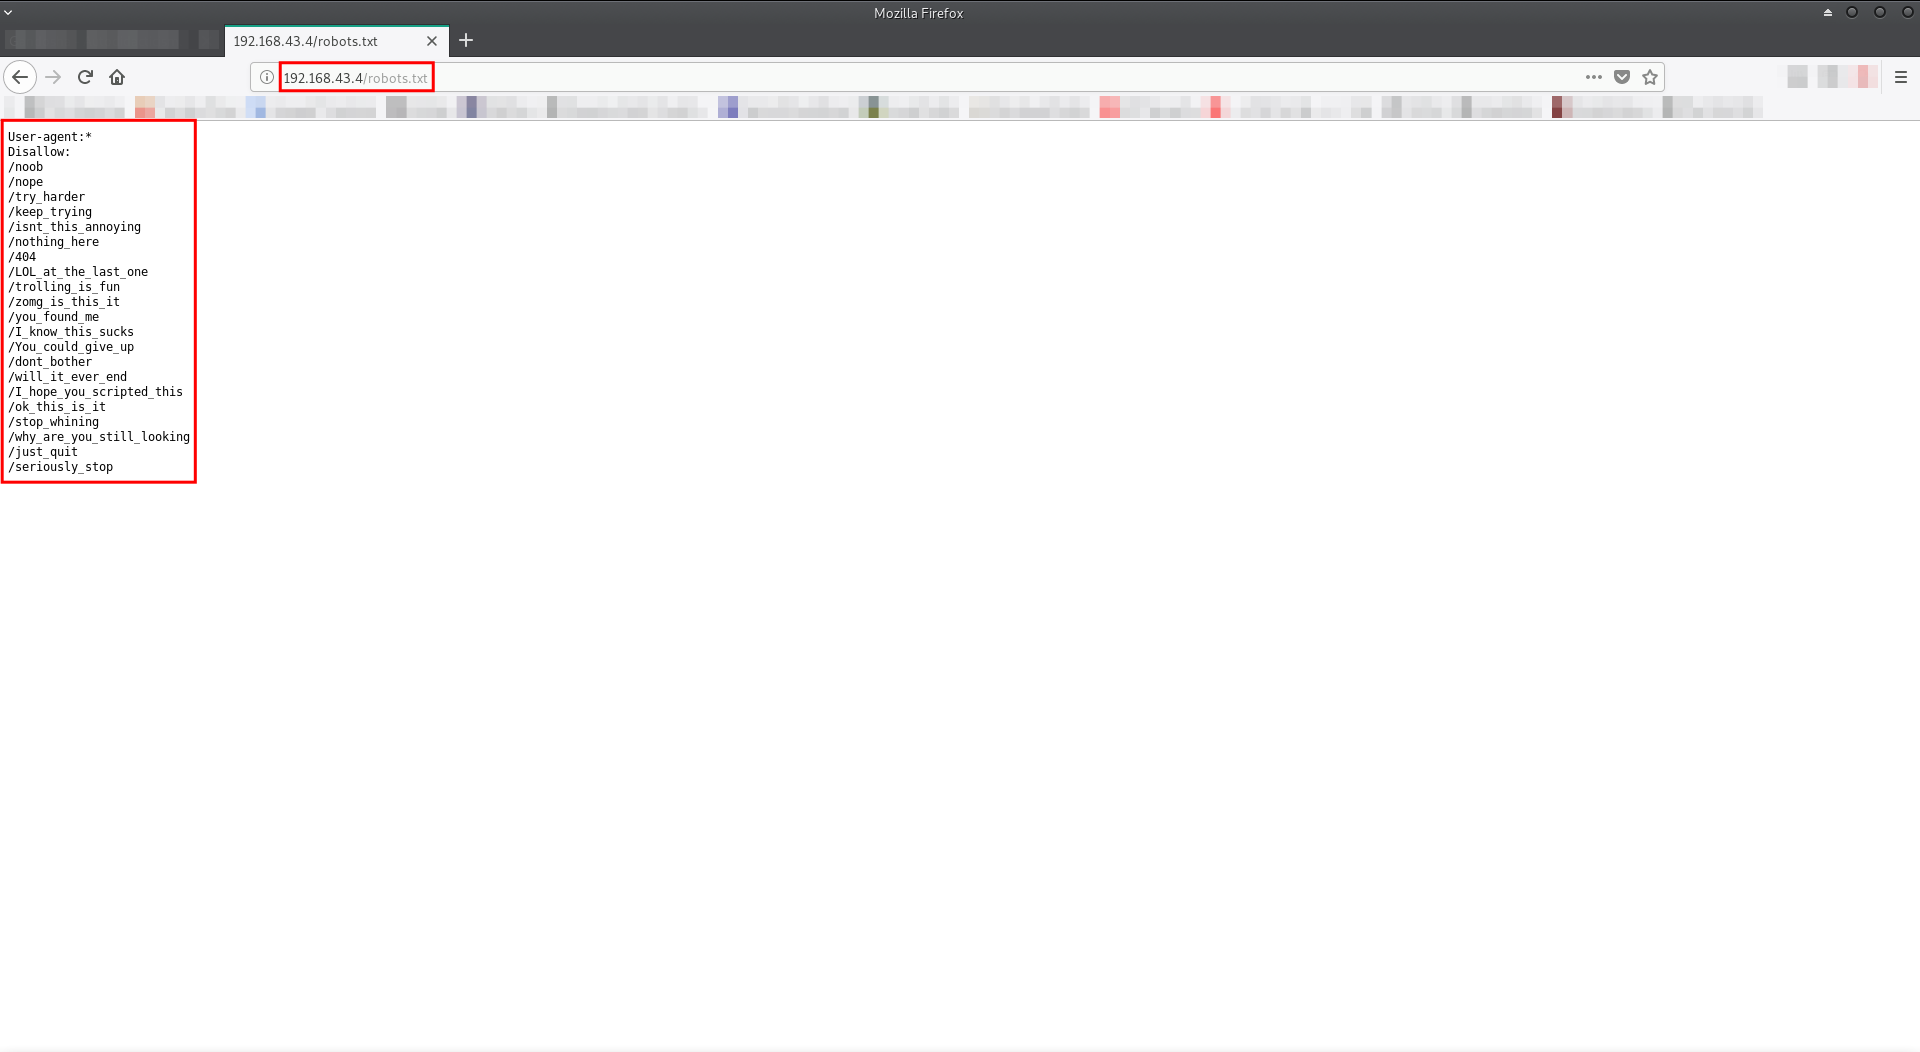 Mozilla Firefox
192.168.43.4/robots.txt
192.168.43.4/robots.txt
User-agent:*
Disallow:
/noob
/nope
/try_harder
/keep_trying
/isnt_this_annoying
/nothing_here
/404
/LOL_at_the_last_one
/trolling_is_fun
/zomg_is_this_it
/you_found_me
/I_know_this_sucks
/You_could_give_up
/dont_bother
/will_it_ever_end
/I_hope_you_scripted_this
/ok_this_is_it
/stop_whining
/why_are_you_still_looking
/just_quit
/seriously_stop